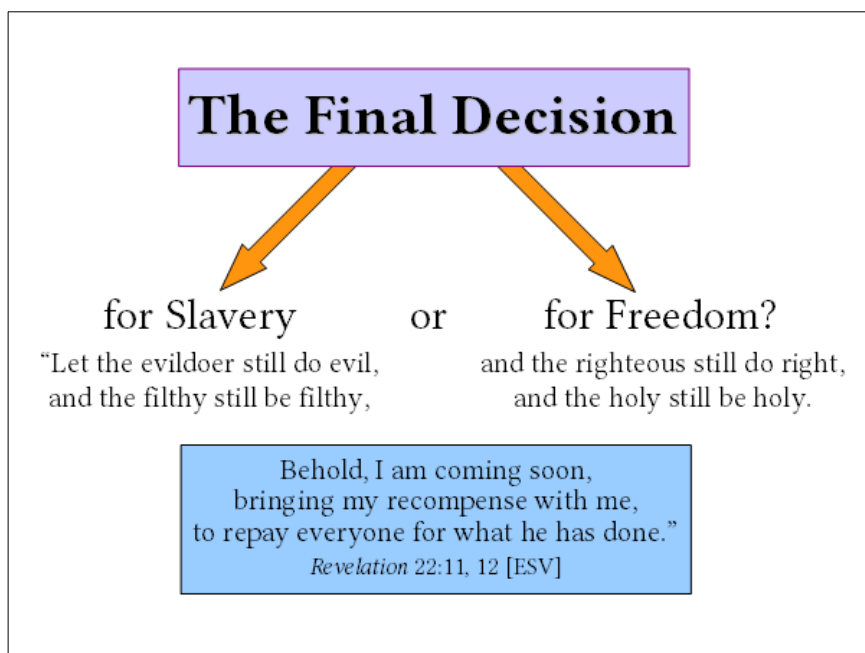 The Final Decision
for Slavery or for Freedom?
“Let the evildoer still do evil,
and the filthy still be filthy,
and the righteous still do right,
and the holy still be holy.
Behold, I am coming soon,
bringing my recompense with me,
to repay everyone for what he has done.”
Revelation 22:11, 12 [ESV]